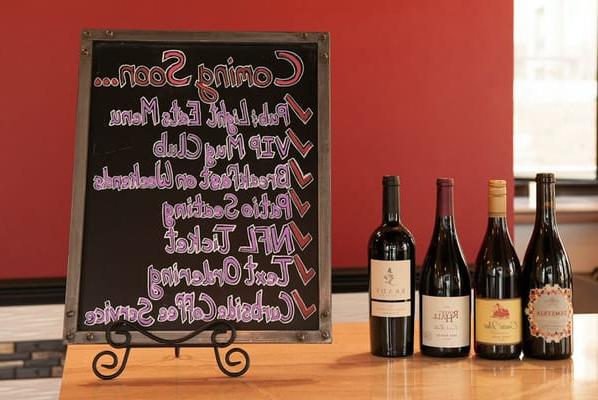 Coming Soon...
✓ Pub/Light Eats Menu
✓ VIP Mug Club
✓ Breakfast on Weekends
✓ Patio Seating
✓ NFL Ticket
✓ Text Ordering
✓ Curbside Coffee Service